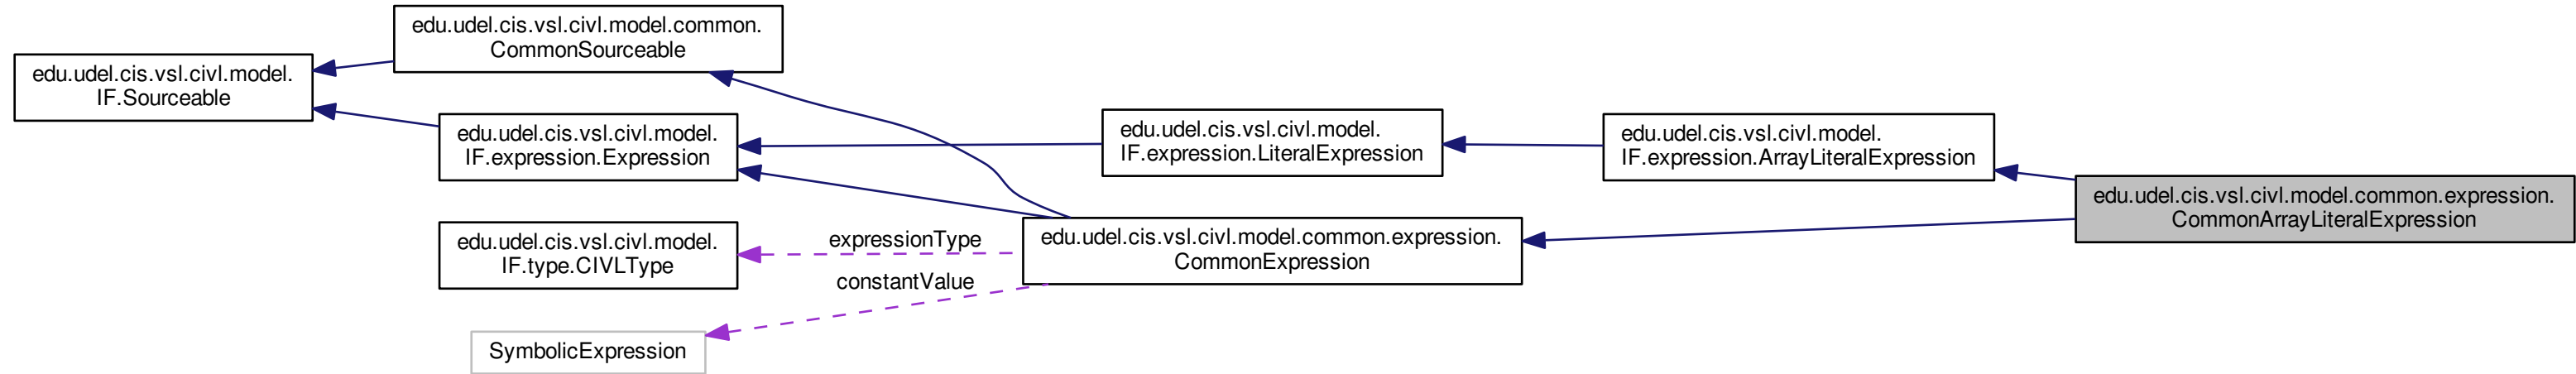 edu.udel.cis.vsl.civl.model.common.
CommonSourceable
edu.udel.cis.vsl.civl.model.
IF.Sourceable
edu.udel.cis.vsl.civl.model.
IF.expression.Expression
edu.udel.cis.vsl.civl.model.
IF.expression.LiteralExpression
edu.udel.cis.vsl.civl.model.
IF.expression.ArrayLiteralExpression
edu.udel.cis.vsl.civl.model.common.expression.
CommonArrayLiteralExpression
edu.udel.cis.vsl.civl.model.
IF.type.CIVLType
expressionType
edu.udel.cis.vsl.civl.model.common.expression.
CommonExpression
constantValue
SymbolicExpression